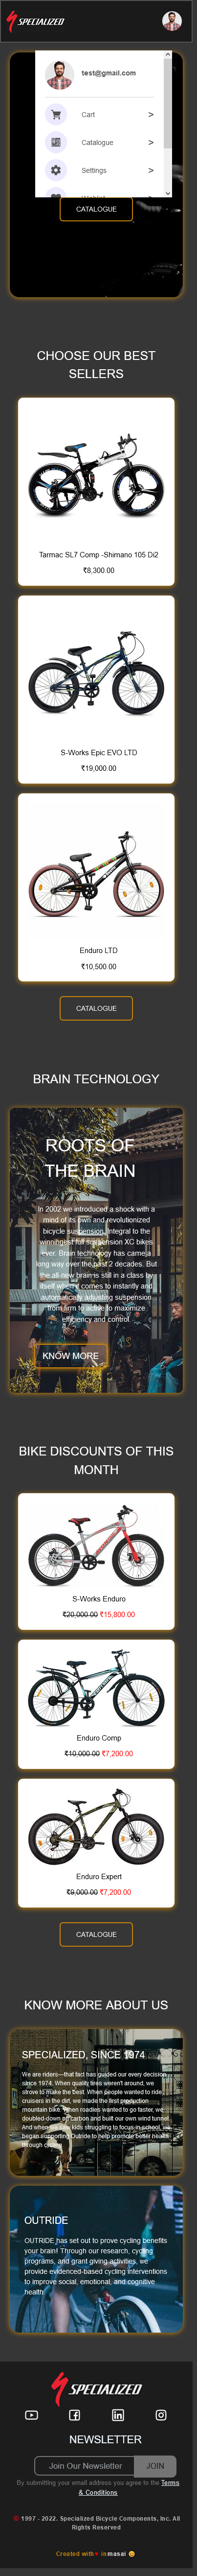 SPECIALIZED
test@gmail.com
Cart >
Catalogue >
Settings >
CATALOGUE
CHOOSE OUR BEST
SELLERS
Tarmac SL7 Comp -Shimano 105 Di2
₹8,300.00
S-Works Epic EVO LTD
₹19,000.00
Enduro LTD
₹10,500.00
CATALOGUE
BRAIN TECHNOLOGY
ROOTS OF
THE BRAIN
In 2002 we introduced a shock with a
mind of its own and revolutionized
bicycle suspension. Integral to the
winningest full suspension XC bikes
ever. Brain technology has came a
long way over the past 2 decades. But
the all-new brain is still in a class by
itself when it comes to instantly and
automatically adjusting suspension
from firm to active to maximize
efficiency and control.
KNOW MORE
BIKE DISCOUNTS OF THIS
MONTH
S-Works Enduro
₹20,000.00 ₹15,800.00
Enduro Comp
₹10,000.00 ₹7,200.00
Enduro Expert
₹9,000.00 ₹7,200.00
CATALOGUE
KNOW MORE ABOUT US
SPECIALIZED, SINCE 1974
We are riders—that fact has guided our every decision
since 1974. When quality tires weren't around, we
strove to make the best. When people wanted to ride
cruisers in the dirt, we made the first production
mountain bike. When roadies wanted to go faster, we
doubled-down on carbon and built our own wind tunnel.
And when we saw kids struggling to focus in school, we
began supporting Outride to help promote better health
through cycling.
OUTRIDE
OUTRIDE has set out to prove cycling benefits
your brain! Through our research, cycling
programs, and grant giving activities, we
provide evidenced-based cycling interventions
to improve social, emotional, and cognitive
health.
SPECIALIZED
NEWSLETTER
Join Our Newsletter JOIN
By submitting your email address you agree to the Terms
& Conditions
© 1997 - 2022. Specialized Bicycle Components, Inc. All
Rights Reserved
Created with♥ in masai 😀